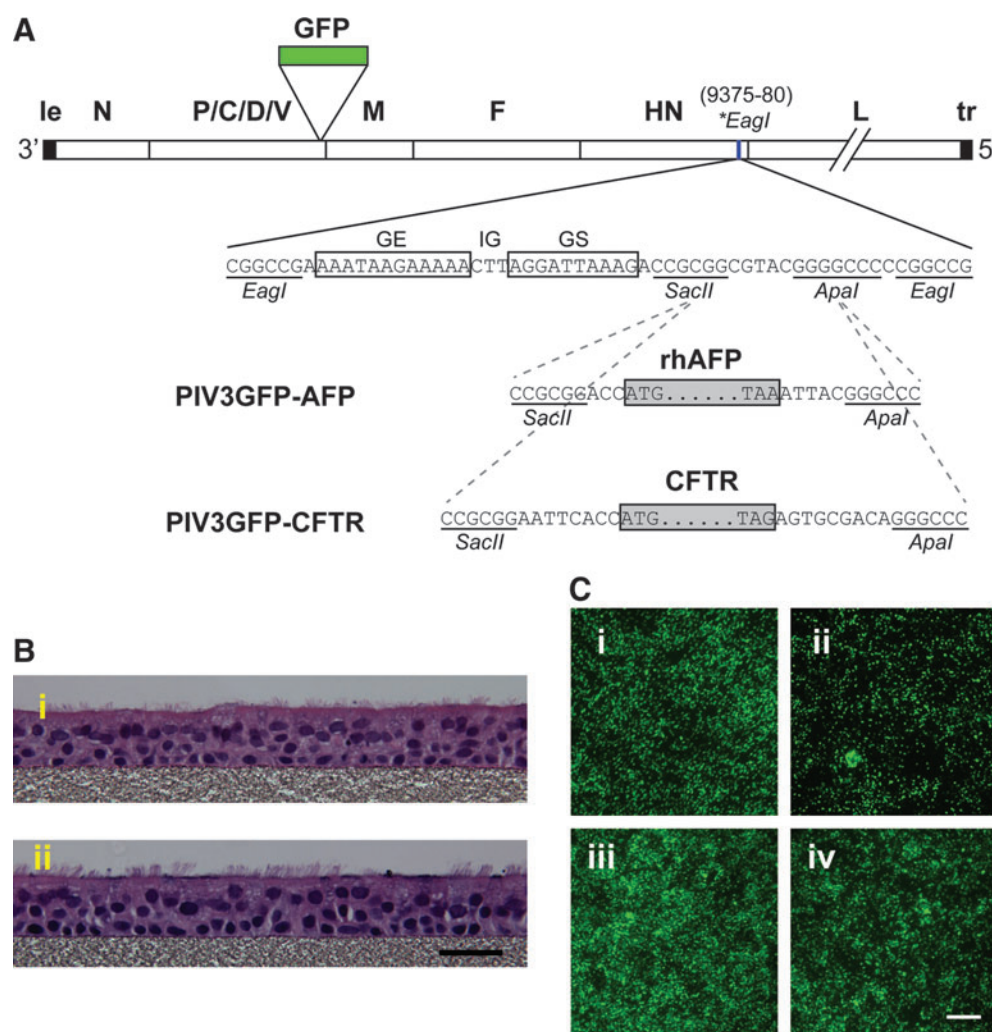 A
GFP
le N P/C/D/V M F HN (9375-80) L tr
*EagI
3' 5
GE IG GS
CGGCCGAAAATAAGAAAAACTTAGGATTAAAGACCGCGGCGTACGGGGCCCCCGGCCG
EagI SacII ApaI EagI
rhAFP
PIV3GFP-AFP CCGCGGACCATG......TAAATTACGGGCCC
SacII ApaI
CFTR
PIV3GFP-CFTR CCGCGGAATTCACCATG......TAGAGTGCGACAGGGCCC
SacII ApaI
B
i
ii
C
i ii
iii iv